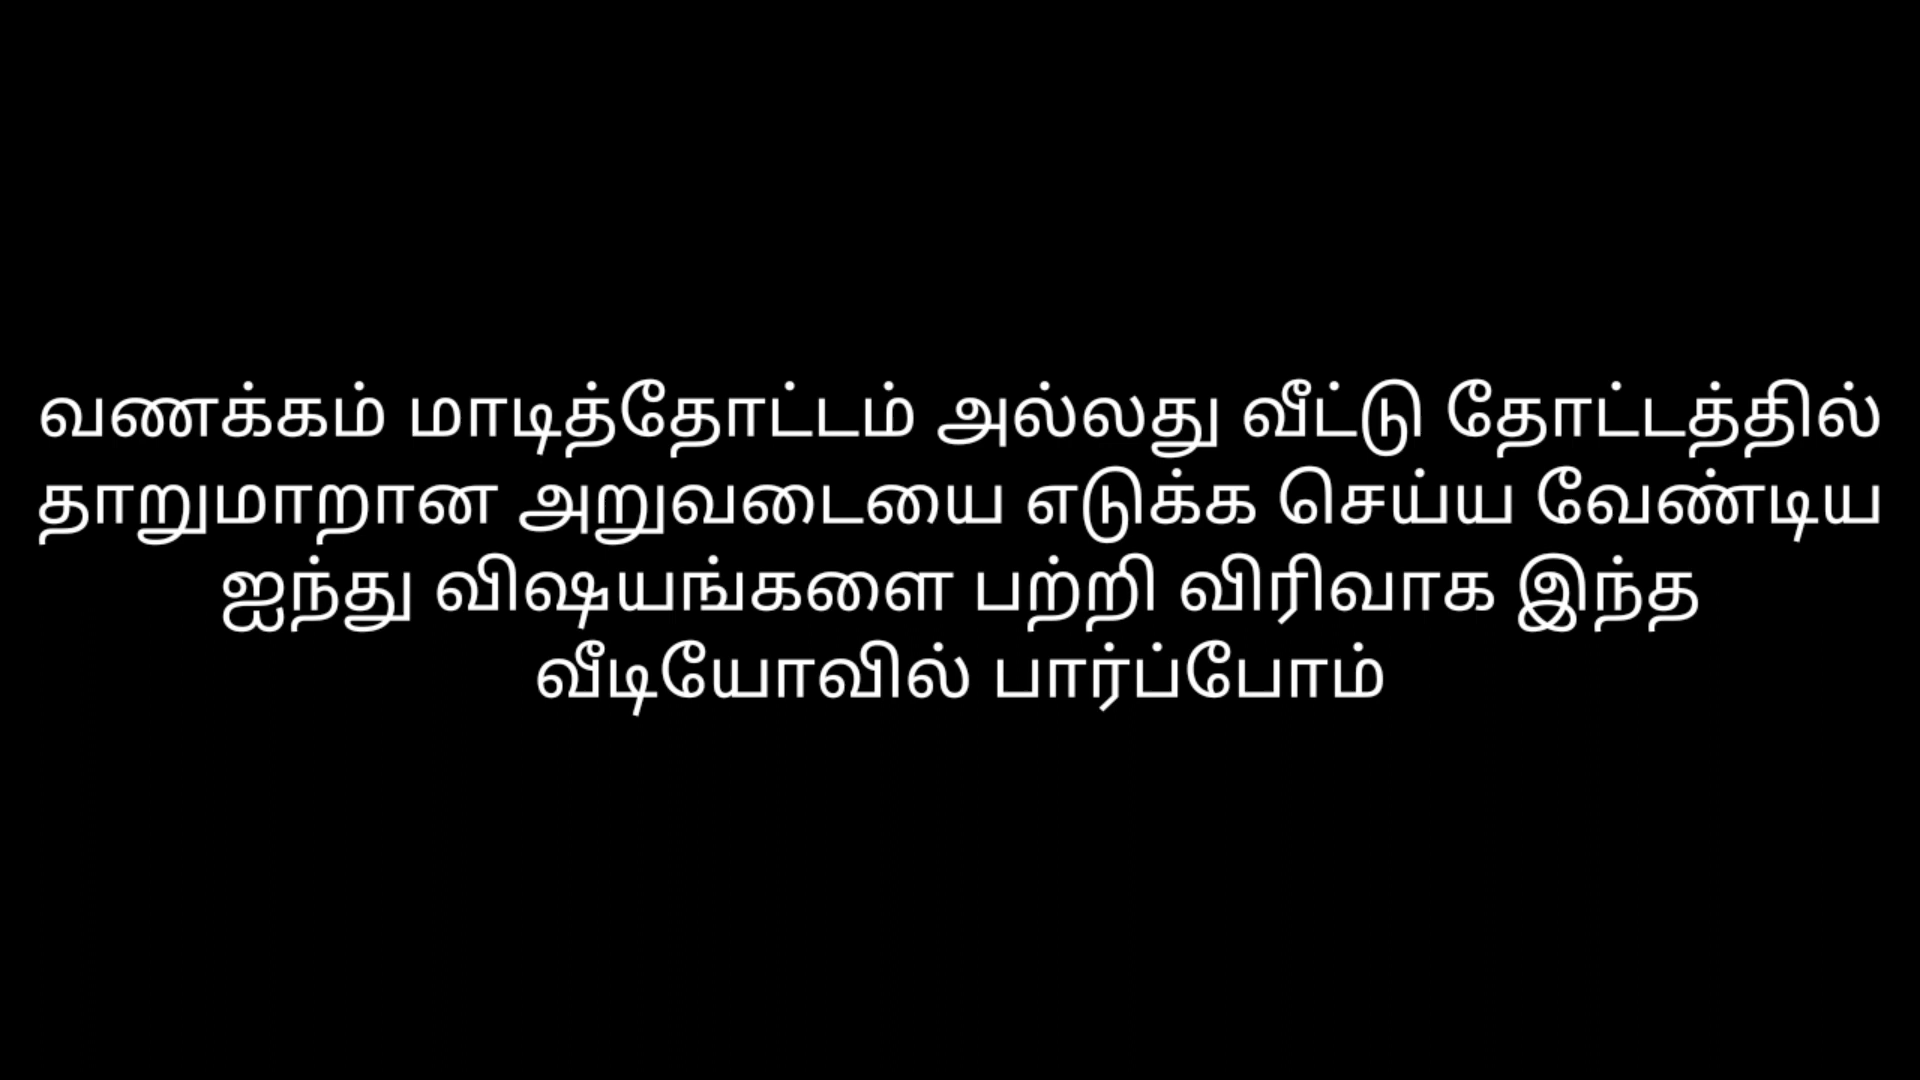 வணக்கம் மாடித்தோட்டம் அல்லது வீட்டு தோட்டத்தில்
தாறுமாறான அறுவடையை எடுக்க செய்ய வேண்டிய
ஐந்து விஷயங்களை பற்றி விரிவாக இந்த
வீடியோவில் பார்ப்போம்